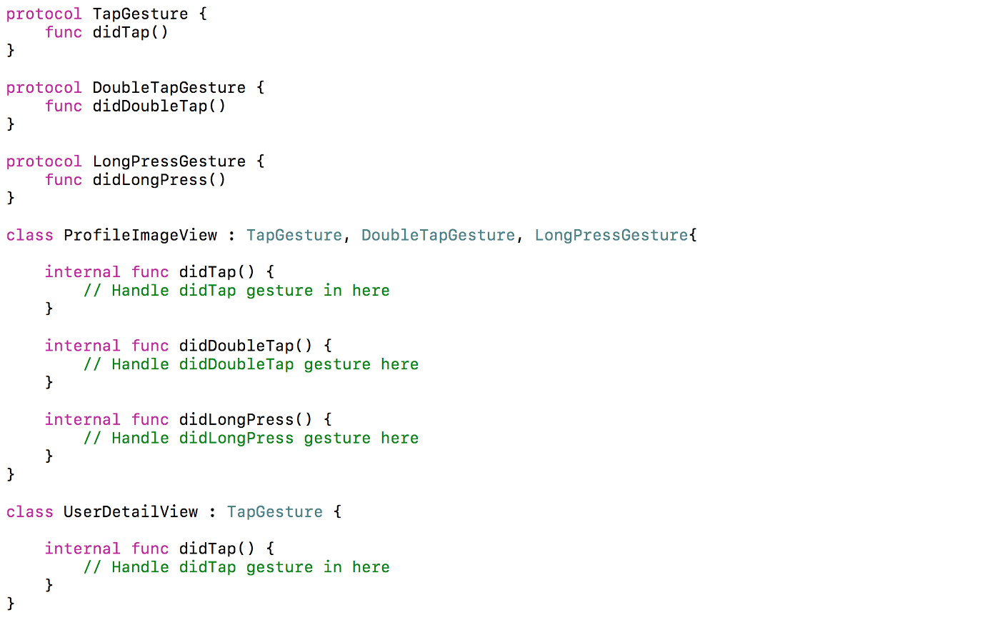 protocol TapGesture {
    func didTap()
}

protocol DoubleTapGesture {
    func didDoubleTap()
}

protocol LongPressGesture {
    func didLongPress()
}

class ProfileImageView : TapGesture, DoubleTapGesture, LongPressGesture{

    internal func didTap() {
        // Handle didTap gesture in here
    }

    internal func didDoubleTap() {
        // Handle didDoubleTap gesture here
    }

    internal func didLongPress() {
        // Handle didLongPress gesture here
    }
}

class UserDetailView : TapGesture {

    internal func didTap() {
        // Handle didTap gesture in here
    }
}